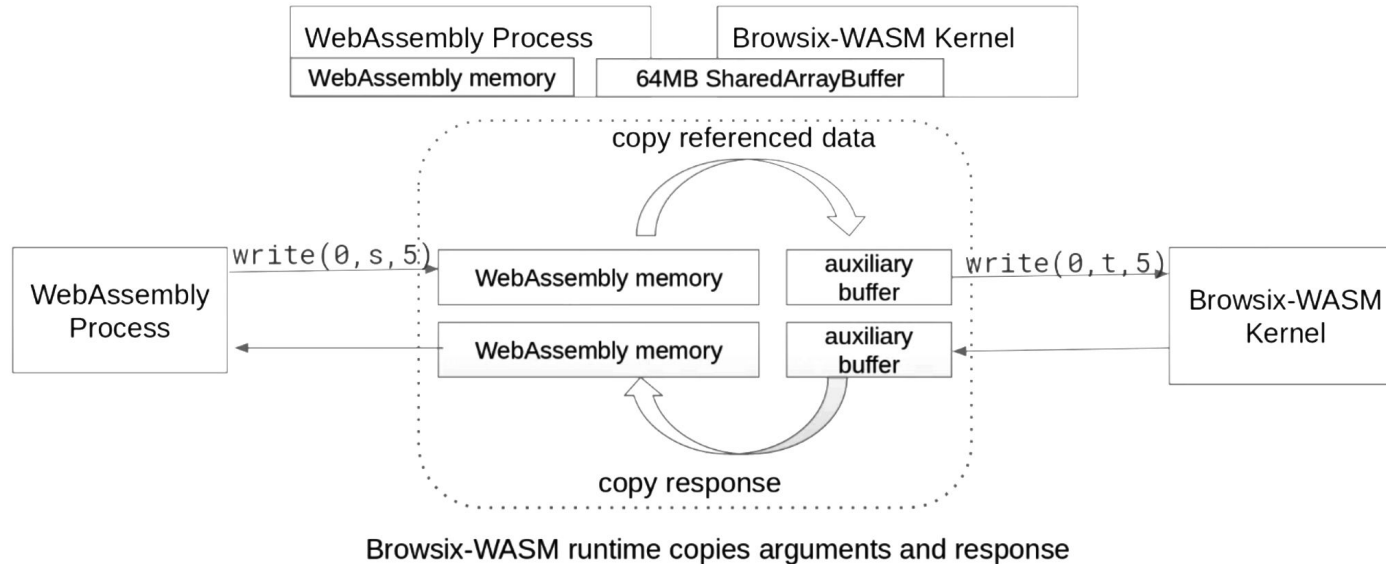 WebAssembly Process
Browsix-WASM Kernel
WebAssembly memory
64MB SharedArrayBuffer
copy referenced data
write(0,s,5)
WebAssembly memory
auxiliary
buffer
write(0,t,5)
WebAssembly
Process
Browsix-WASM
Kernel
WebAssembly memory
auxiliary
buffer
copy response
Browsix-WASM runtime copies arguments and response